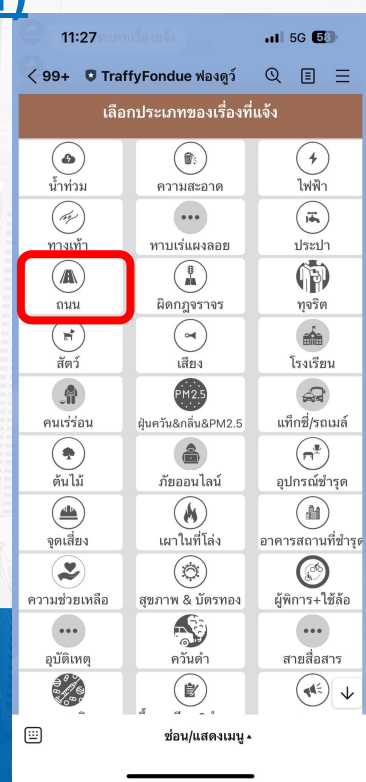 11:27
5G 58
< 99+ TraffyFondue ฟองดูว์
เลือกประเภทของเรื่องที่แจ้ง
น้ำท่วม ความสะอาด ไฟฟ้า
ทางเท้า หาบเร่แผงลอย ประปา
ถนน ผิดกฎจราจร ทุจริต
สัตว์ เสียง โรงเรียน
PM2.5
คนเร่ร่อน ฝุ่นควัน&กลิ่น&PM2.5 แท็กซี่/รถเมล์
ต้นไม้ ภัยออนไลน์ อุปกรณ์ชำรุด
จุดเสี่ยง เผาในที่โล่ง อาคารสถานที่ชำรุด
ความช่วยเหลือ สุขภาพ & บัตรทอง ผู้พิการ+ใช้ล้อ
อุบัติเหตุ ควันดำ สายสื่อสาร
ซ่อน/แสดงเมนู